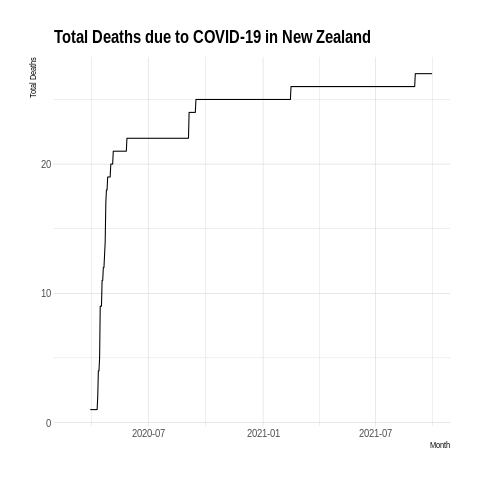 Total Deaths due to COVID-19 in New Zealand
Total Deaths
20
10
0
2020-07 2021-01 2021-07
Month